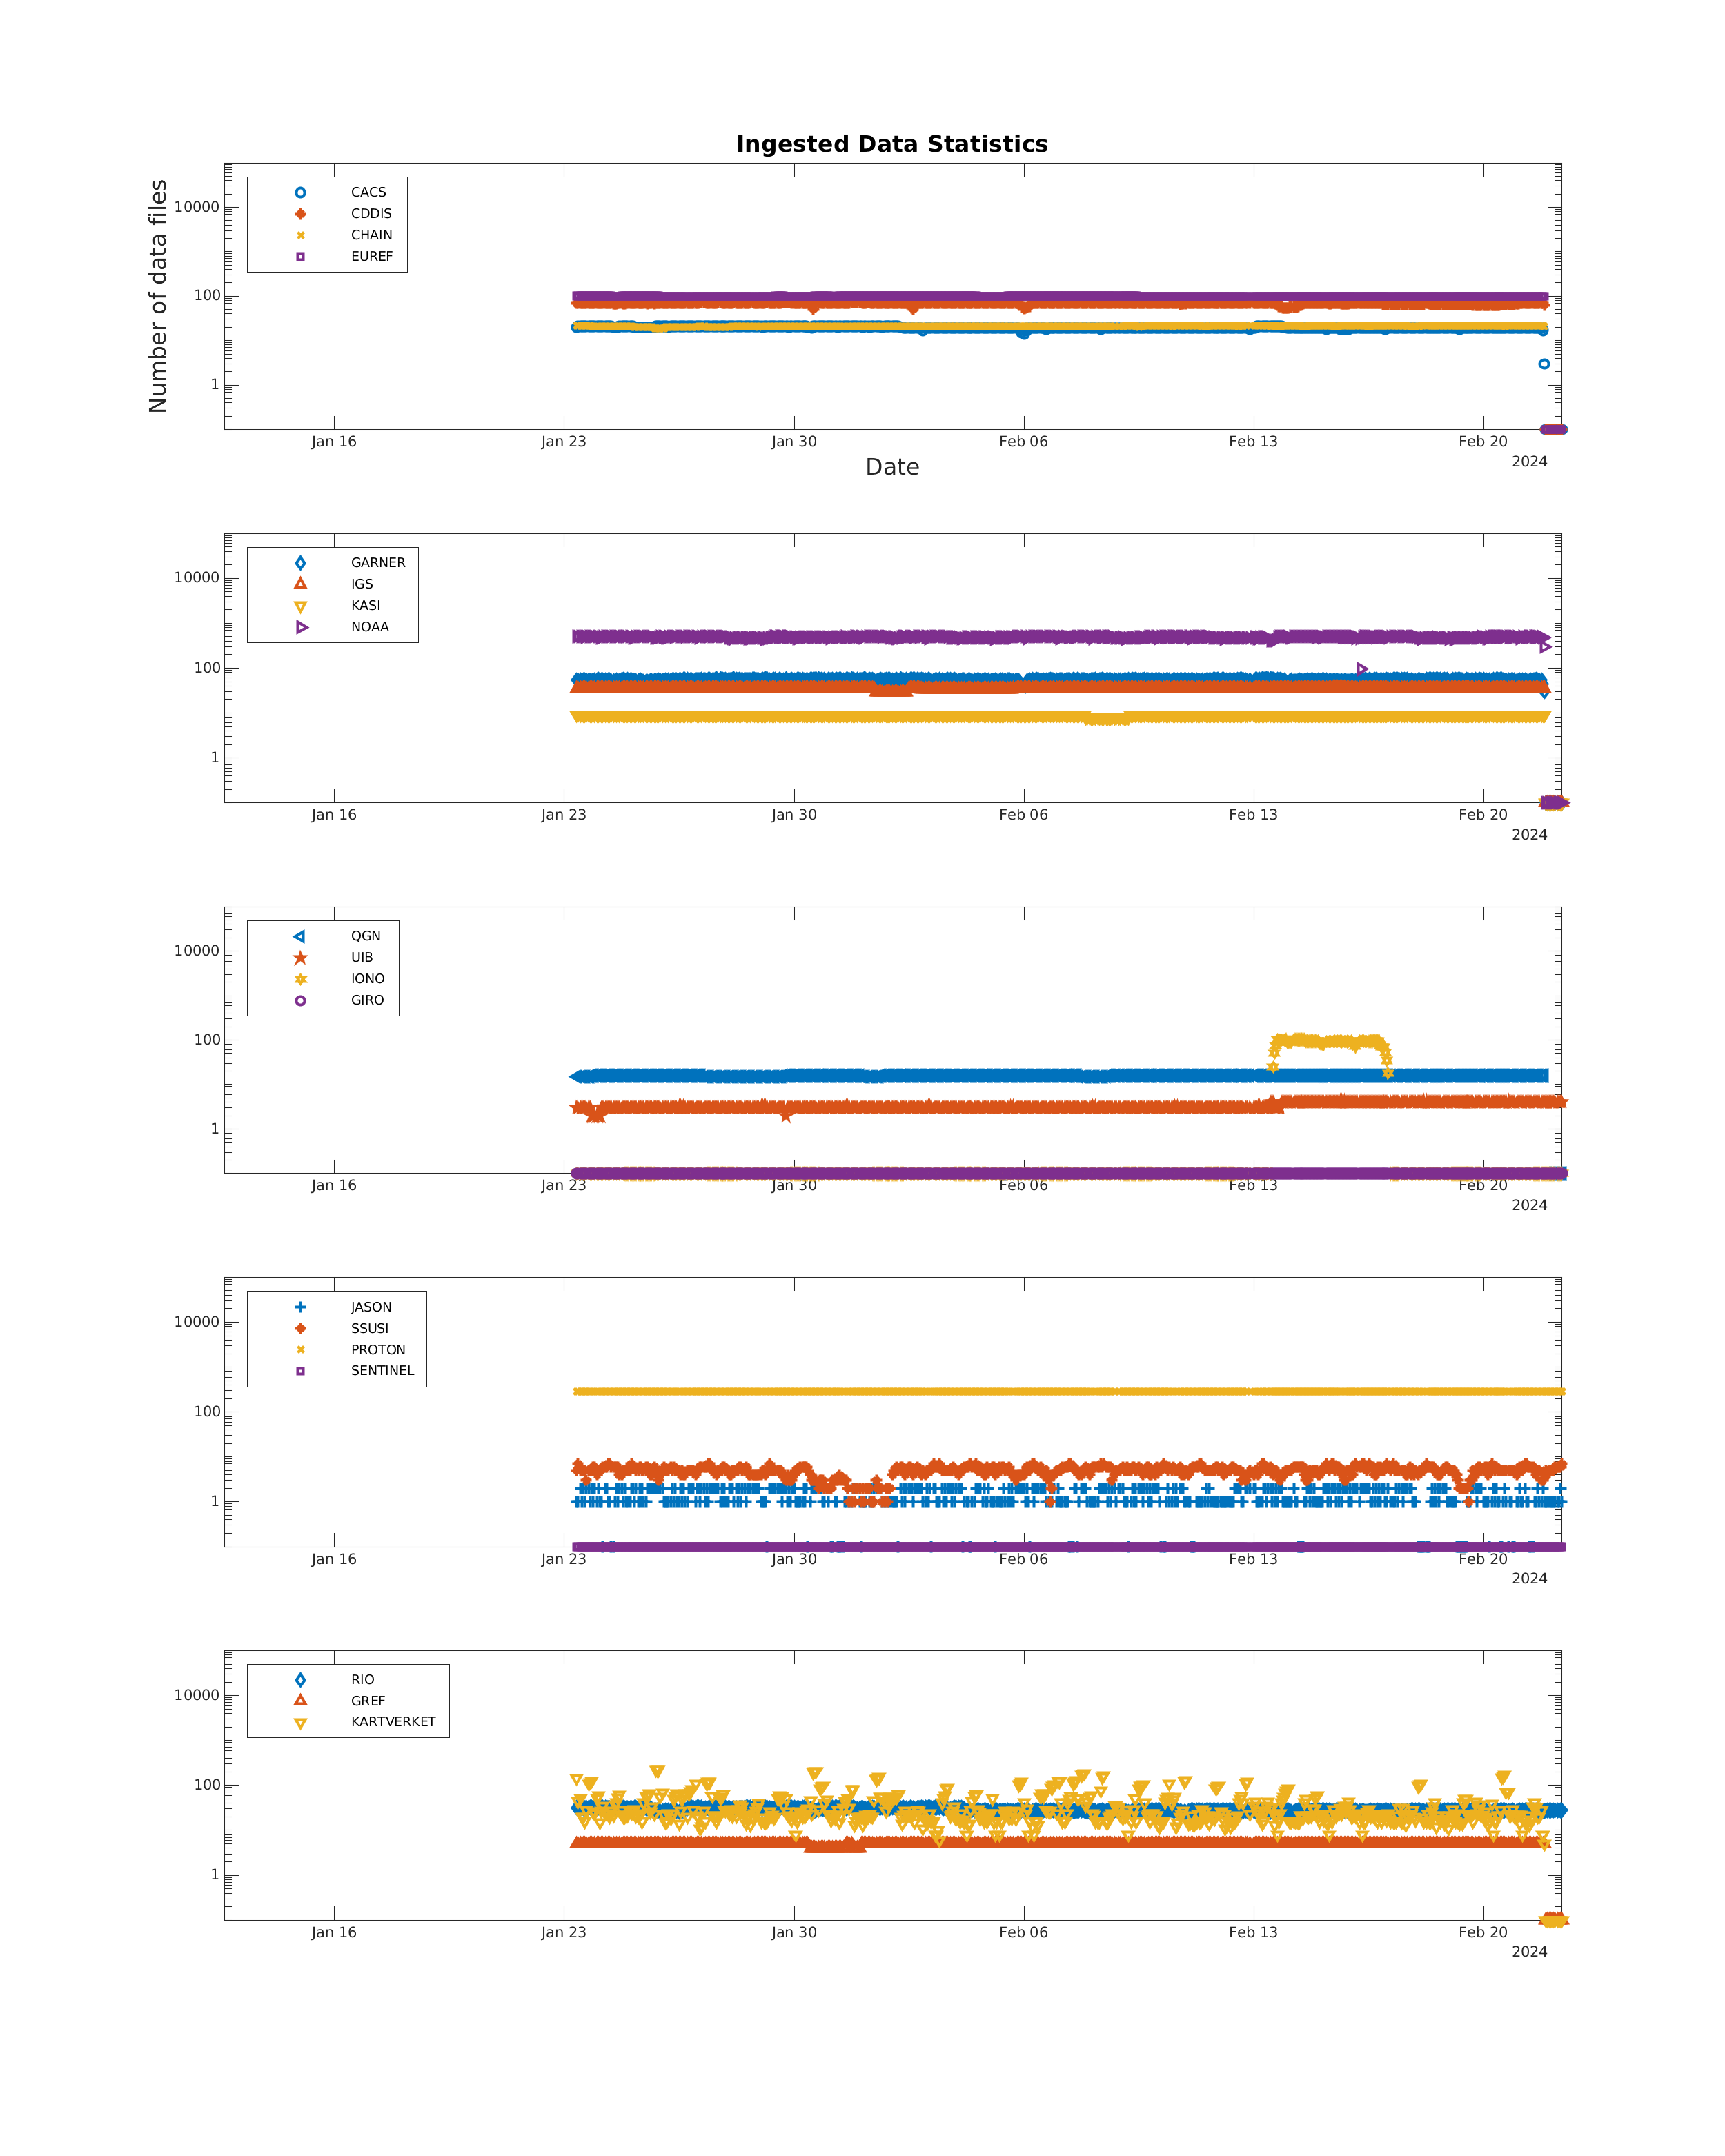 Ingested Data Statistics
Number of data files
10000
100
1
CACS
CDDIS
CHAIN
EUREF
Jan 16 Jan 23 Jan 30 Feb 06 Feb 13 Feb 20
2024
Date
10000
100
1
GARNER
IGS
KASI
NOAA
Jan 16 Jan 23 Jan 30 Feb 06 Feb 13 Feb 20
2024
10000
100
1
QGN
UIB
IONO
GIRO
Jan 16 Jan 23 Jan 30 Feb 06 Feb 13 Feb 20
2024
10000
100
1
JASON
SSUSI
PROTON
SENTINEL
Jan 16 Jan 23 Jan 30 Feb 06 Feb 13 Feb 20
2024
10000
100
1
RIO
GREF
KARTVERKET
Jan 16 Jan 23 Jan 30 Feb 06 Feb 13 Feb 20
2024